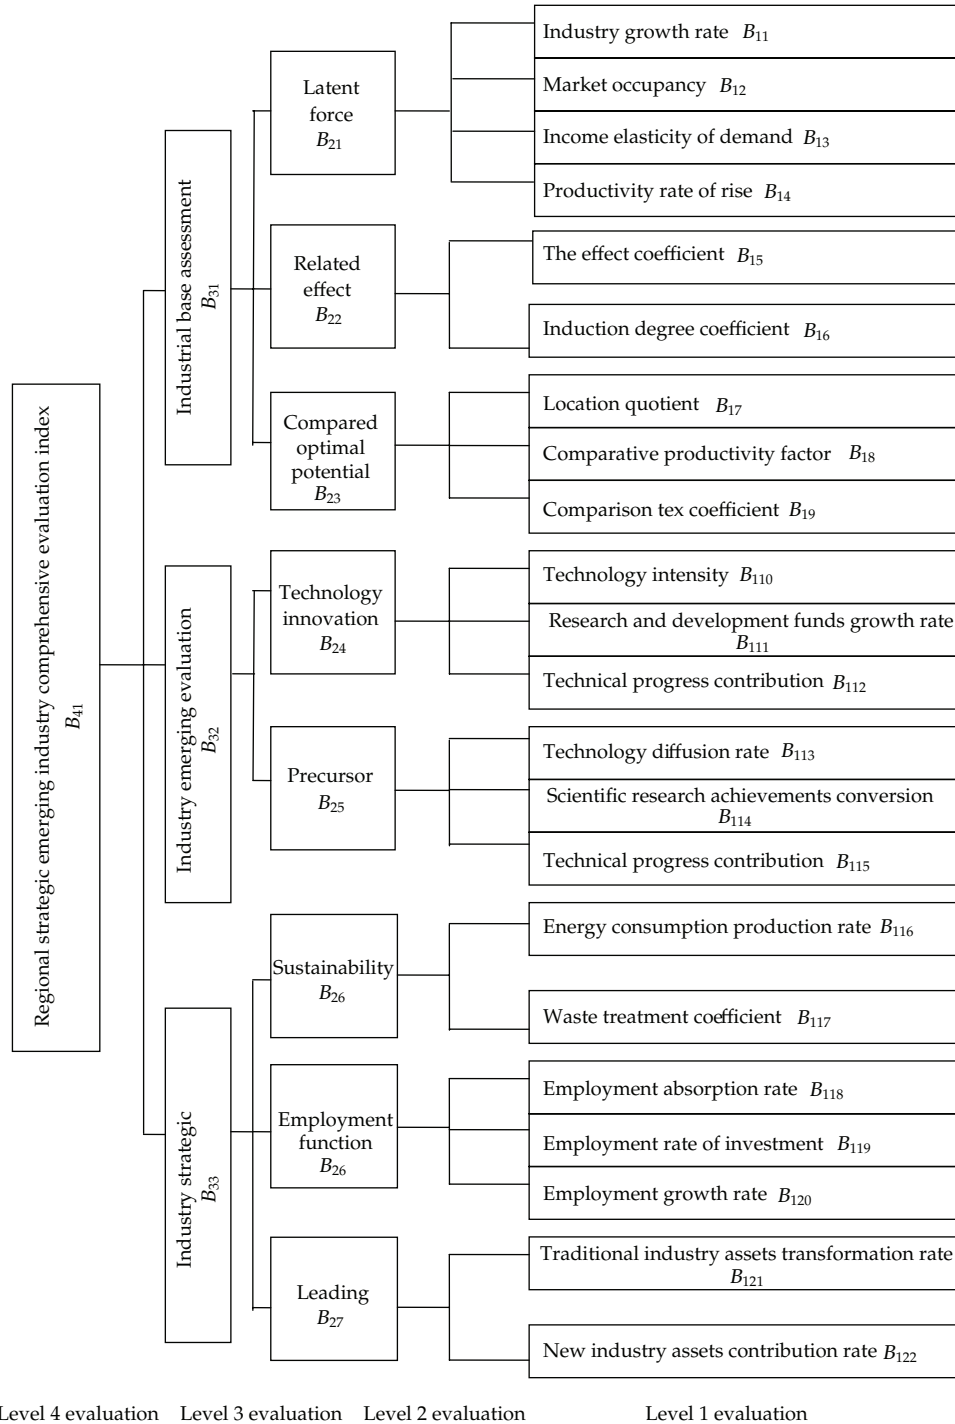 Regional strategic emerging industry comprehensive evaluation index
B41
Industrial base assessment
B31
Latent
force
B21
Industry growth rate B11
Market occupancy B12
Income elasticity of demand B13
Productivity rate of rise B14
Related
effect
B22
The effect coefficient B15
Induction degree coefficient B16
Compared
optimal
potential
B23
Location quotient B17
Comparative productivity factor B18
Comparison tex coefficient B19
Industry emerging evaluation
B32
Technology
innovation
B24
Technology intensity B110
Research and development funds growth rate
B111
Technical progress contribution B112
Precursor
B25
Technology diffusion rate B113
Scientific research achievements conversion
B114
Technical progress contribution B115
Industry strategic
B33
Sustainability
B26
Energy consumption production rate B116
Waste treatment coefficient B117
Employment
function
B26
Employment absorption rate B118
Employment rate of investment B119
Employment growth rate B120
Leading
B27
Traditional industry assets transformation rate
B121
New industry assets contribution rate B122
Level 4 evaluation Level 3 evaluation Level 2 evaluation Level 1 evaluation